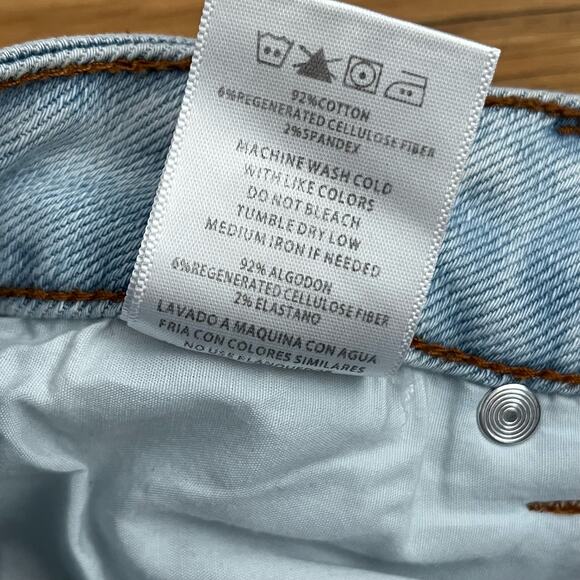 92%COTTON
6%REGENERATED CELLULOSE FIBER
2%SPANDEX
MACHINE WASH COLD
WITH LIKE COLORS
DO NOT BLEACH
TUMBLE DRY LOW
MEDIUM IRON IF NEEDED
92% ALGODON
6%REGENERATED CELLULOSE FIBER
2% ELASTANO
LAVADO A MAQUINA CON AGUA
FRIA CON COLORES SIMILARES
NO USE